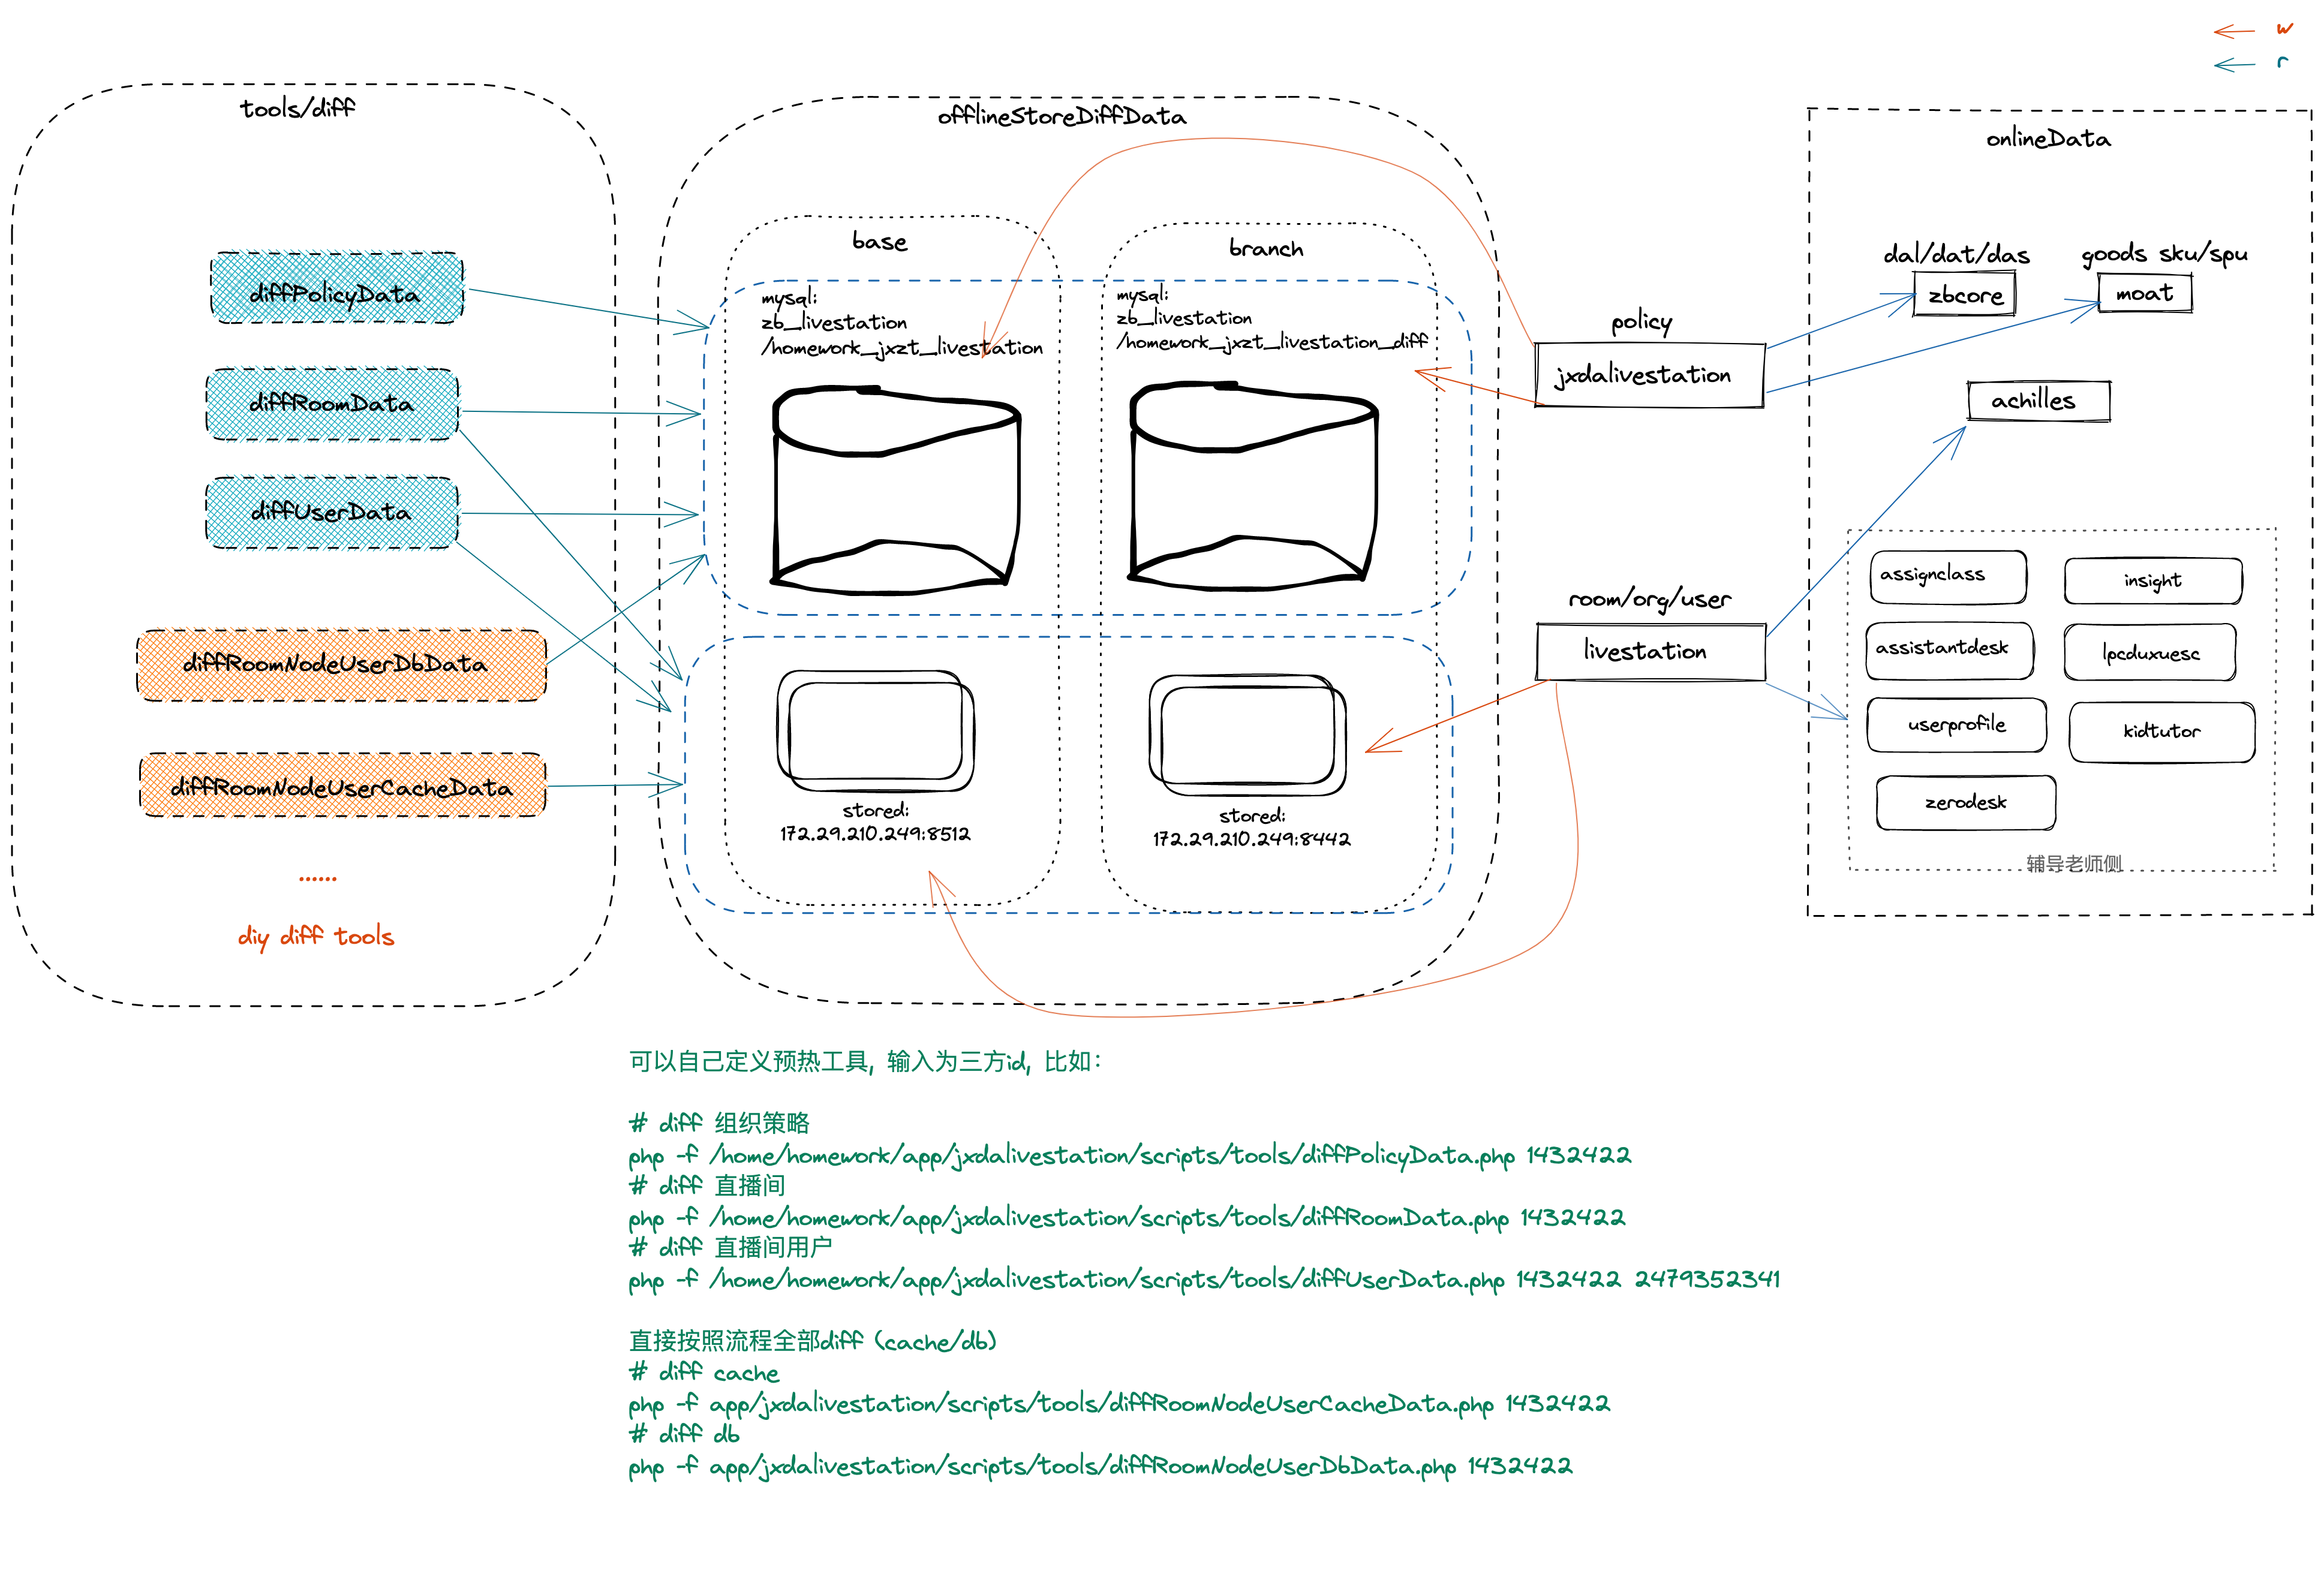 w
r
tools/diff
diffPolicyData
diffRoomData
diffUserData
diffRoomNodeUserDbData
diffRoomNodeUserCacheData
......
diy diff tools
offlineStoreDiffData
base
mysql:
zb_livestation
/homework_jxzt_livestation
stored:
172.29.210.249:8512
branch
mysql:
zb_livestation
/homework_jxzt_livestation_diff
stored:
172.29.210.249:8442
policy
jxdalivestation
room/org/user
livestation
onlineData
dal/dat/das
zbcore
goods sku/spu
moat
achilles
assignclass
insight
assistantdesk
lpcduxuesc
userprofile
kidtutor
zerodesk
辅导老师侧
可以自己定义预热工具, 输入为三方id, 比如:
# diff 组织策略
php -f /home/homework/app/jxdalivestation/scripts/tools/diffPolicyData.php 1432422
# diff 直播间
php -f /home/homework/app/jxdalivestation/scripts/tools/diffRoomData.php 1432422
# diff 直播间用户
php -f /home/homework/app/jxdalivestation/scripts/tools/diffUserData.php 1432422 2479352341
直接按照流程全部diff (cache/db)
# diff cache
php -f app/jxdalivestation/scripts/tools/diffRoomNodeUserCacheData.php 1432422
# diff db
php -f app/jxdalivestation/scripts/tools/diffRoomNodeUserDbData.php 1432422